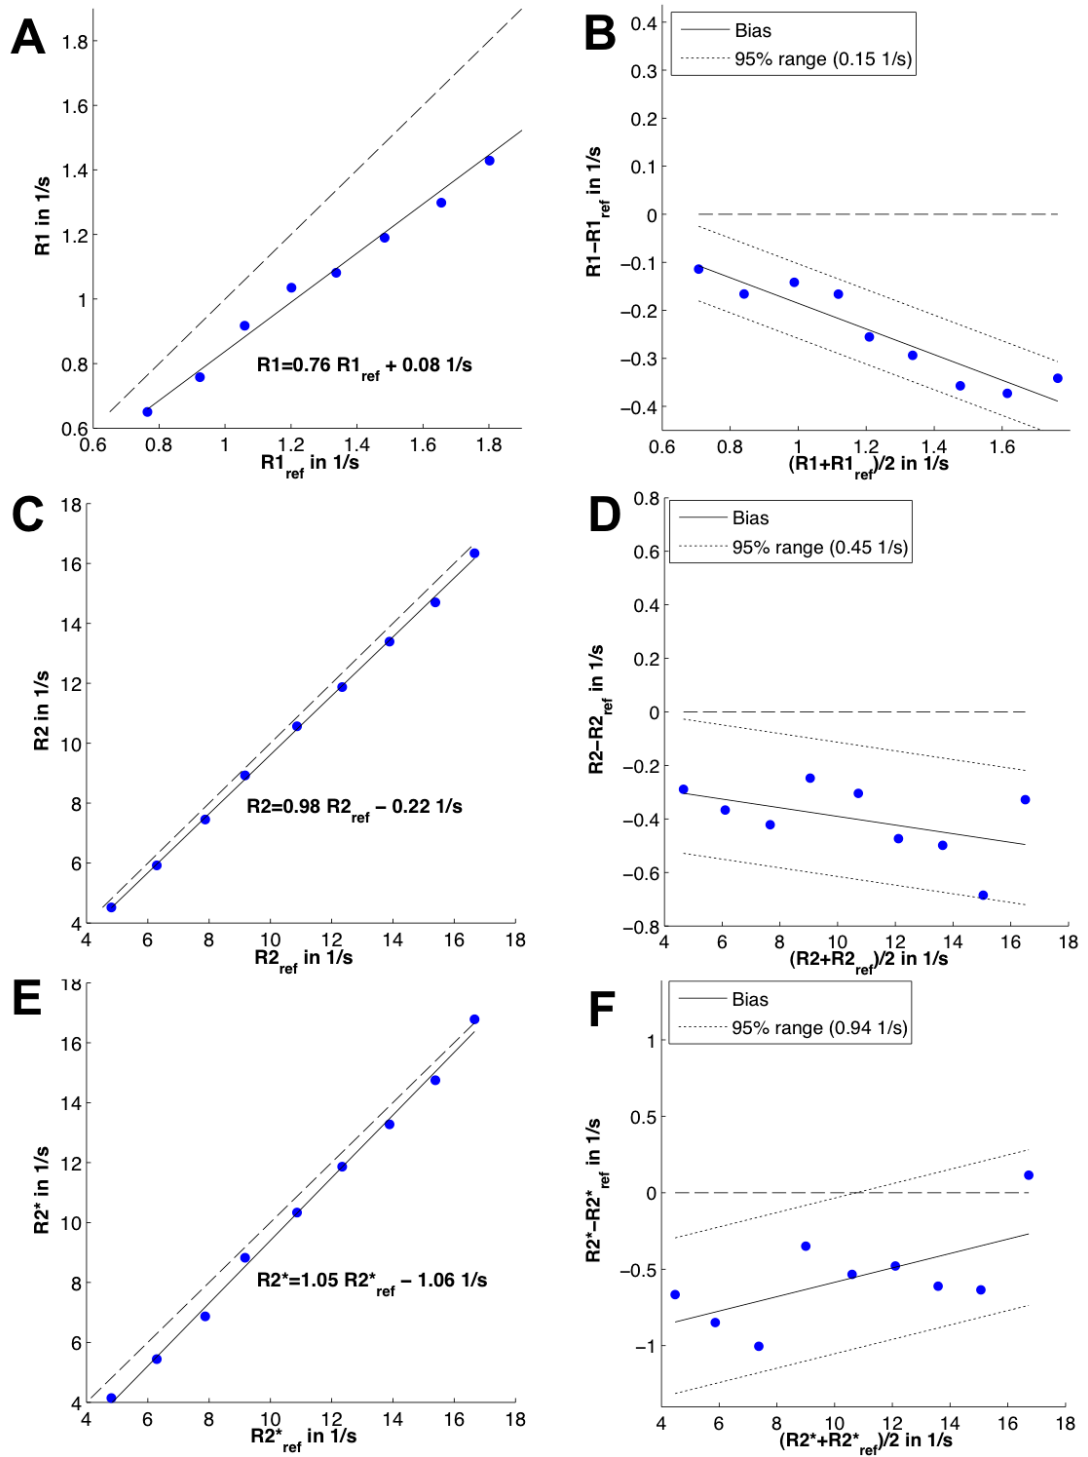 A
1.8
1.6
1.4
1.2
1
0.8
0.6
R1 in 1/s
R1=0.76 R1ref + 0.08 1/s
0.6 0.8 1 1.2 1.4 1.6 1.8
R1ref in 1/s
B
Bias
95% range (0.15 1/s)
0.4
0.3
0.2
0.1
0
−0.1
−0.2
−0.3
−0.4
R1−R1ref in 1/s
0.6 0.8 1 1.2 1.4 1.6
(R1+R1ref)/2 in 1/s
C
18
16
14
12
10
8
6
4
R2 in 1/s
R2=0.98 R2ref − 0.22 1/s
4 6 8 10 12 14 16 18
R2ref in 1/s
D
Bias
95% range (0.45 1/s)
0.8
0.6
0.4
0.2
0
−0.2
−0.4
−0.6
−0.8
R2−R2ref in 1/s
4 6 8 10 12 14 16 18
(R2+R2ref)/2 in 1/s
E
18
16
14
12
10
8
6
4
R2* in 1/s
R2*=1.05 R2*ref − 1.06 1/s
4 6 8 10 12 14 16 18
R2*ref in 1/s
F
Bias
95% range (0.94 1/s)
1
0.5
0
−0.5
−1
R2*−R2*ref in 1/s
4 6 8 10 12 14 16 18
(R2*+R2*ref)/2 in 1/s